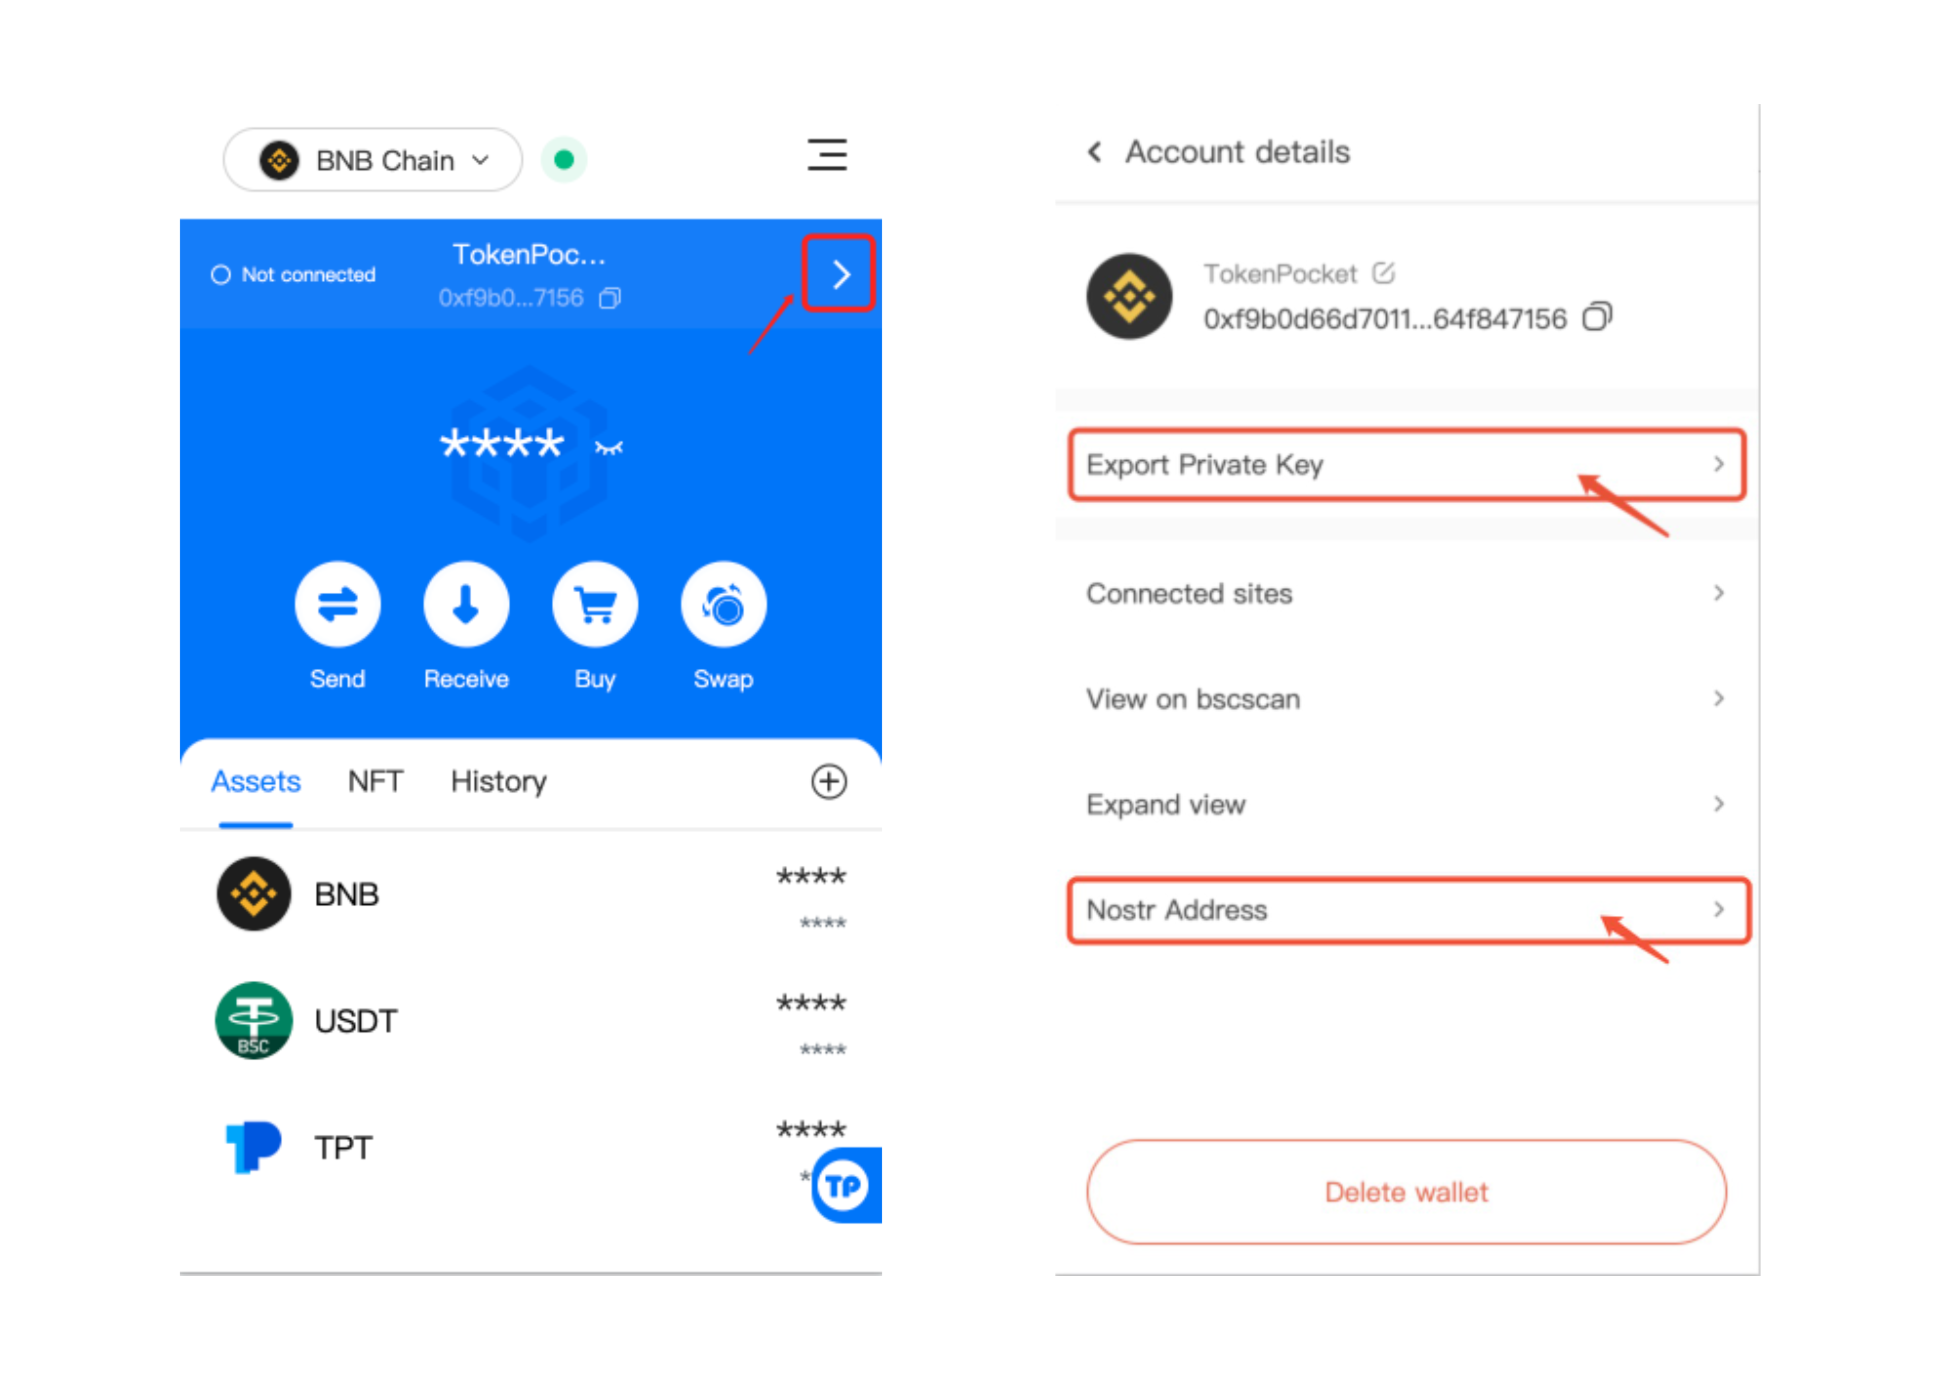 BNB Chain
Not connected
TokenPoc...
0xf9b0...7156
****
Send
Receive
Buy
Swap
Assets
NFT
History
BNB
****
****
BSC
USDT
****
****
TPT
****
*
TP
Account details
TokenPocket
0xf9b0d66d7011...64f847156
Export Private Key
Connected sites
View on bscscan
Expand view
Nostr Address
Delete wallet